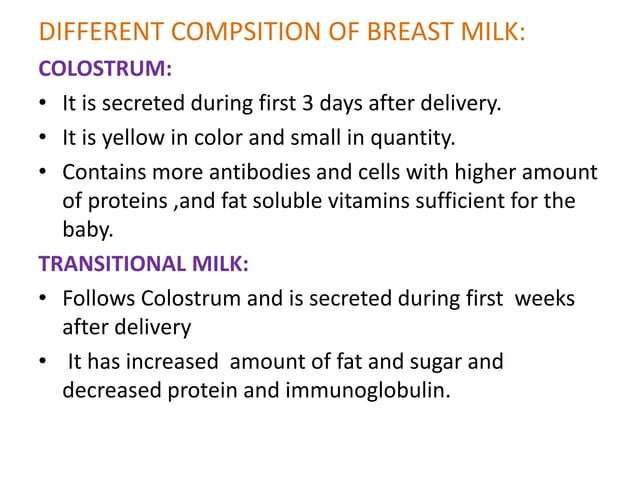 DIFFERENT COMPSITION OF BREAST MILK:
COLOSTRUM:
• It is secreted during first 3 days after delivery.
• It is yellow in color and small in quantity.
• Contains more antibodies and cells with higher amount
of proteins ,and fat soluble vitamins sufficient for the
baby.
TRANSITIONAL MILK:
• Follows Colostrum and is secreted during first  weeks
after delivery
•  It has increased  amount of fat and sugar and
decreased protein and immunoglobulin.